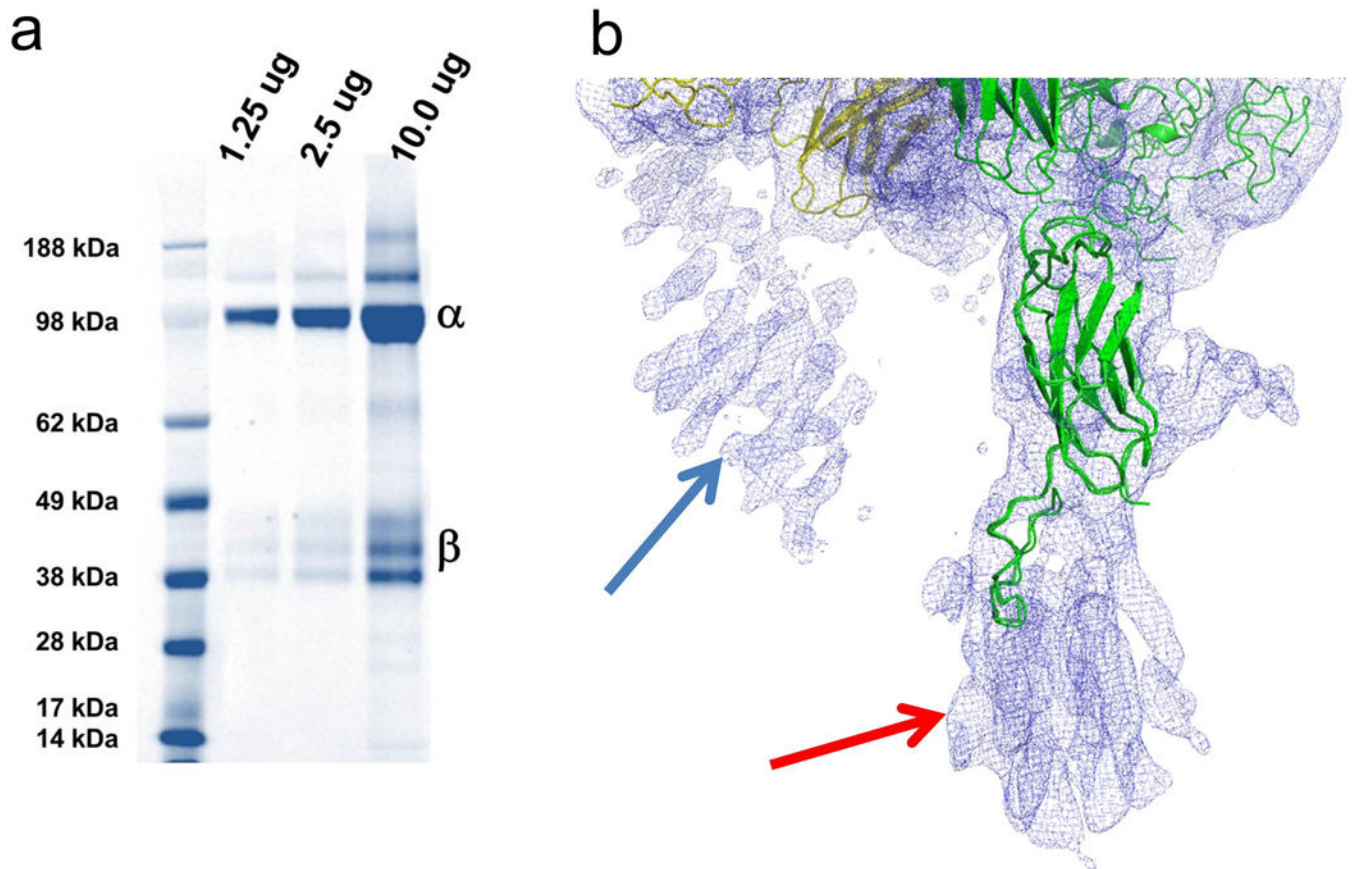 a
b
1.25 ug
2.5 ug
10.0 ug
188 kDa
98 kDa
α
62 kDa
49 kDa
β
38 kDa
28 kDa
17 kDa
14 kDa